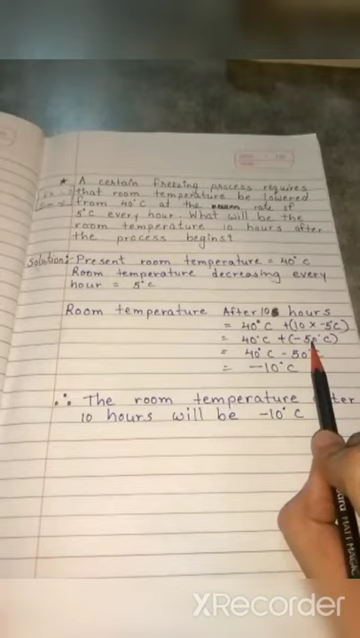 * A certain freezing process requires
that room temperature be lowered
from 40°C at the rate of
5°C every hour. What will be the
room temperature 10 hours after
the process begins?
Solution:- Present room temperature = 40°C
Room temperature decreasing every
hour = 5°C
Room temperature After 10 hours
= 40°C +(10 × -5C)
= 40°C +(-50°C)
= 40°C - 50°C
= -10°C
∴ The room temperature
10 hours will be -10°C
MATT MAGIC
XRecorder